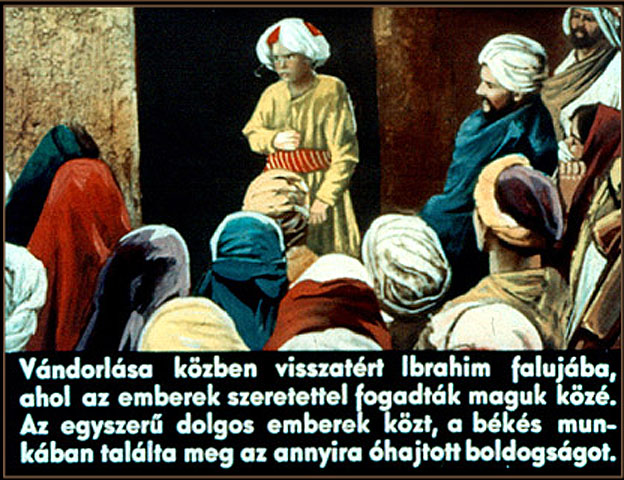 Vándorlása közben visszatért Ibrahim falujába,
ahol az emberek szeretettel fogadták maguk közé.
Az egyszerű dolgos emberek közt, a békés mun-
kában találta meg az annyira óhajtott boldogságot.